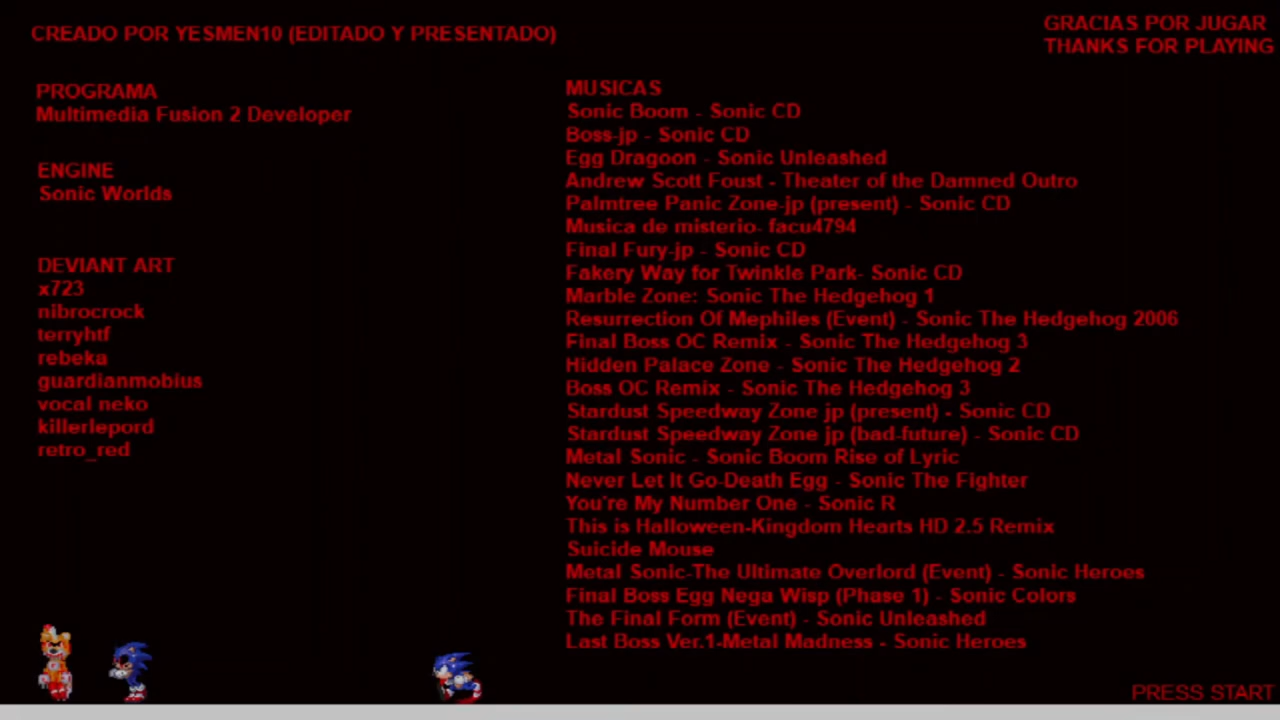 CREADO POR YESMEN10 (EDITADO Y PRESENTADO)
GRACIAS POR JUGAR
THANKS FOR PLAYING
PROGRAMA
Multimedia Fusion 2 Developer
ENGINE
Sonic Worlds
DEVIANT ART
x723
nibrocrock
terryhtf
rebeka
guardianmobius
vocal neko
killerlepord
retro_red
MUSICAS
Sonic Boom - Sonic CD
Boss-jp - Sonic CD
Egg Dragoon - Sonic Unleashed
Andrew Scott Foust - Theater of the Damned Outro
Palmtree Panic Zone-jp (present) - Sonic CD
Musica de misterio- facu4794
Final Fury-jp - Sonic CD
Fakery Way for Twinkle Park- Sonic CD
Marble Zone: Sonic The Hedgehog 1
Resurrection Of Mephiles (Event) - Sonic The Hedgehog 2006
Final Boss OC Remix - Sonic The Hedgehog 3
Hidden Palace Zone - Sonic The Hedgehog 2
Boss OC Remix - Sonic The Hedgehog 3
Stardust Speedway Zone jp (present) - Sonic CD
Stardust Speedway Zone jp (bad-future) - Sonic CD
Metal Sonic - Sonic Boom Rise of Lyric
Never Let It Go-Death Egg - Sonic The Fighter
You're My Number One - Sonic R
This is Halloween-Kingdom Hearts HD 2.5 Remix
Suicide Mouse
Metal Sonic-The Ultimate Overlord (Event) - Sonic Heroes
Final Boss Egg Nega Wisp (Phase 1) - Sonic Colors
The Final Form (Event) - Sonic Unleashed
Last Boss Ver.1-Metal Madness - Sonic Heroes
PRESS START